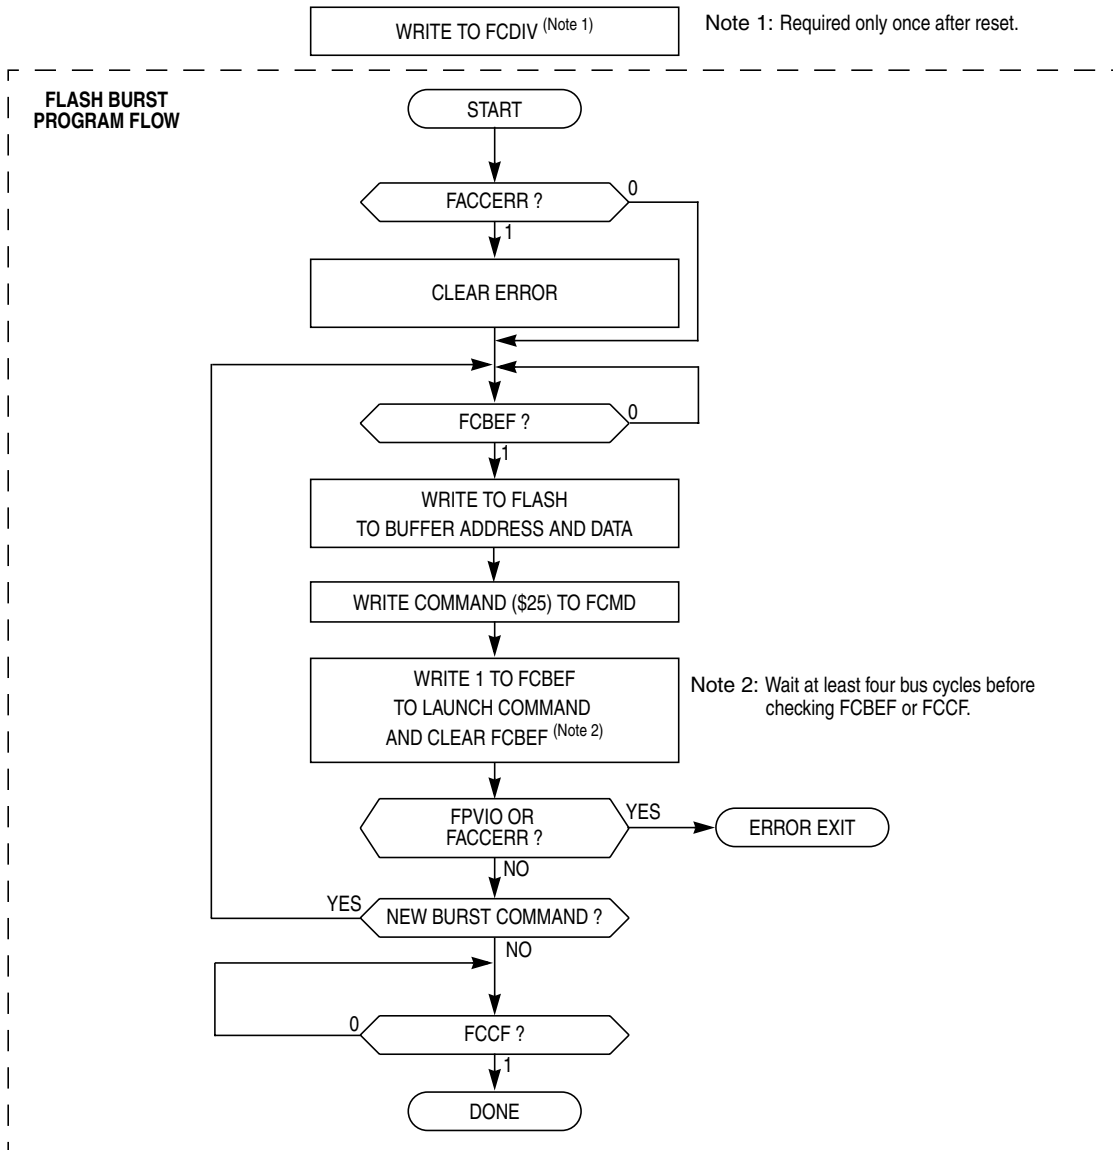 WRITE TO FCDIV (Note 1)
Note 1: Required only once after reset.
FLASH BURST
PROGRAM FLOW
START
FACCERR ?
0
1
CLEAR ERROR
FCBEF ?
0
1
WRITE TO FLASH
TO BUFFER ADDRESS AND DATA
WRITE COMMAND ($25) TO FCMD
WRITE 1 TO FCBEF
TO LAUNCH COMMAND
AND CLEAR FCBEF (Note 2)
Note 2: Wait at least four bus cycles before
checking FCBEF or FCCF.
FPVIO OR
FACCERR ?
YES
ERROR EXIT
NO
YES
NEW BURST COMMAND ?
NO
0
FCCF ?
1
DONE